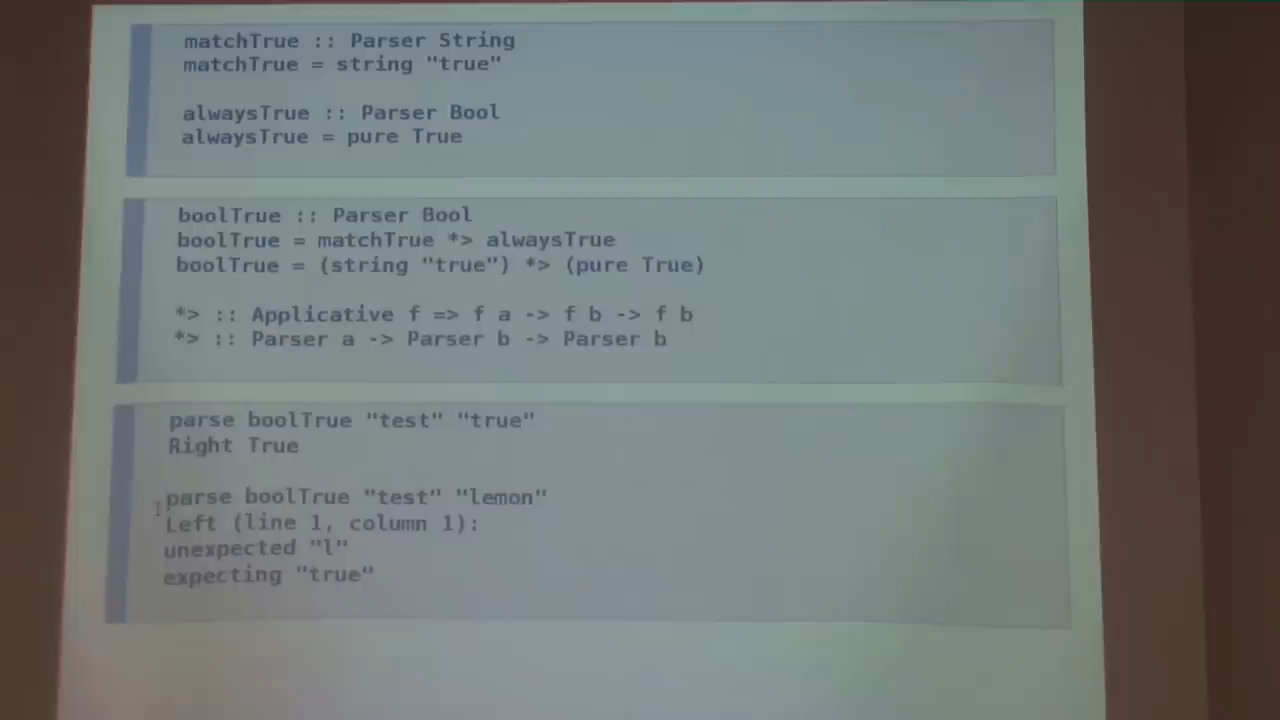 matchTrue :: Parser String
matchTrue = string "true"
alwaysTrue :: Parser Bool
alwaysTrue = pure True
boolTrue :: Parser Bool
boolTrue = matchTrue *> alwaysTrue
boolTrue = (string "true") *> (pure True)
*> :: Applicative f => f a -> f b -> f b
*> :: Parser a -> Parser b -> Parser b
parse boolTrue "test" "true"
Right True
parse boolTrue "test" "lemon"
Left (line 1, column 1):
unexpected "l"
expecting "true"